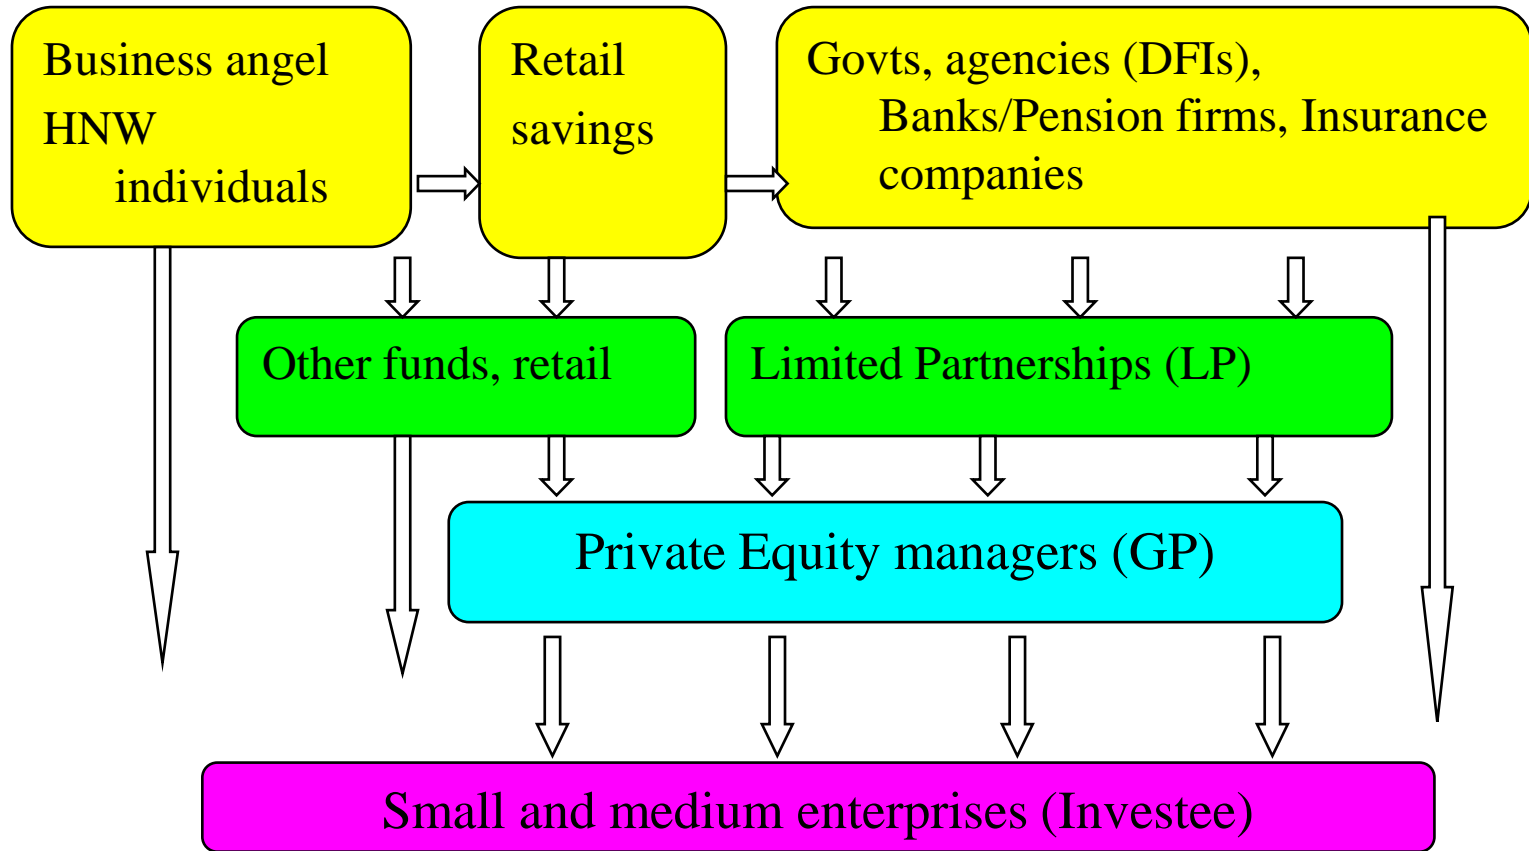 Business angel
HNW
individuals
Retail
savings
Govts, agencies (DFIs),
Banks/Pension firms, Insurance
companies
Other funds, retail
Limited Partnerships (LP)
Private Equity managers (GP)
Small and medium enterprises (Investee)